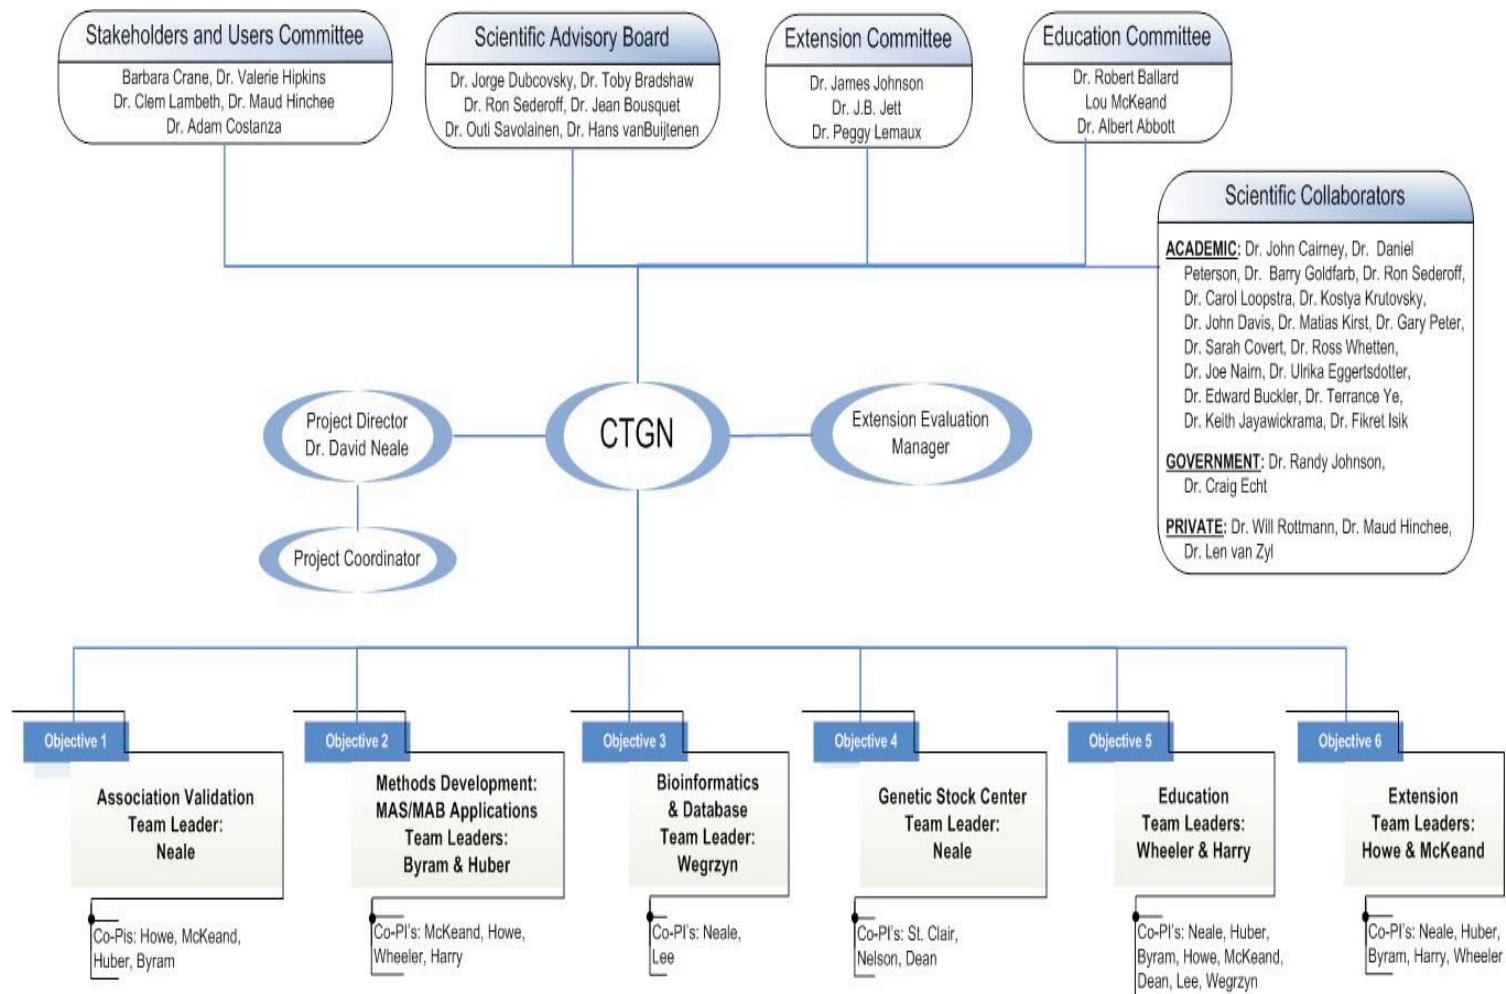 Stakeholders and Users Committee
Barbara Crane, Dr. Valerie Hipkins
Dr. Clem Lambeth, Dr. Maud Hinchee
Dr. Adam Costanza
Scientific Advisory Board
Dr. Jorge Dubcovsky, Dr. Toby Bradshaw
Dr. Ron Sederoff, Dr. Jean Bousquet
Dr. Outi Savolainen, Dr. Hans vanBuijtenen
Extension Committee
Dr. James Johnson
Dr. J.B. Jett
Dr. Peggy Lemaux
Education Committee
Dr. Robert Ballard
Lou McKeand
Dr. Albert Abbott
Scientific Collaborators
ACADEMIC: Dr. John Cairney, Dr. Daniel
Peterson, Dr. Barry Goldfarb, Dr. Ron Sederoff,
Dr. Carol Loopstra, Dr. Kostya Krutovsky,
Dr. John Davis, Dr. Matias Kirst, Dr. Gary Peter,
Dr. Sarah Covert, Dr. Ross Whetten,
Dr. Joe Nairn, Dr. Ulrika Eggertsdotter,
Dr. Edward Buckler, Dr. Terrance Ye,
Dr. Keith Jayawickrama, Dr. Fikret Isik
GOVERNMENT: Dr. Randy Johnson,
Dr. Craig Echt
PRIVATE: Dr. Will Rottmann, Dr. Maud Hinchee,
Dr. Len van Zyl
Project Director
Dr. David Neale
CTGN
Extension Evaluation
Manager
Project Coordinator
Objective 1
Association Validation
Team Leader:
Neale
Co-Pis: Howe, McKeand,
Huber, Byram
Objective 2
Methods Development:
MAS/MAB Applications
Team Leaders:
Byram & Huber
Co-PI's: McKeand, Howe,
Wheeler, Harry
Objective 3
Bioinformatics
& Database
Team Leader:
Wegrzyn
Co-PI's: Neale,
Lee
Objective 4
Genetic Stock Center
Team Leader:
Neale
Co-PI's: St. Clair,
Nelson, Dean
Objective 5
Education
Team Leaders:
Wheeler & Harry
Co-PI's: Neale, Huber,
Byram, Howe, McKeand,
Dean, Lee, Wegrzyn
Objective 6
Extension
Team Leaders:
Howe & McKeand
Co-PI's: Neale, Huber,
Byram, Harry, Wheeler